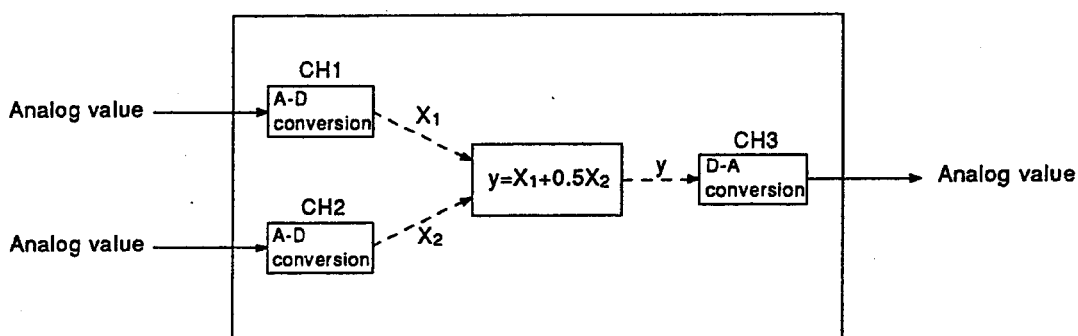 CH1
Analog value
A-D
conversion
X₁
CH2
Analog value
A-D
conversion
X₂
y=X₁+0.5X₂
y
CH3
D-A
conversion
Analog value